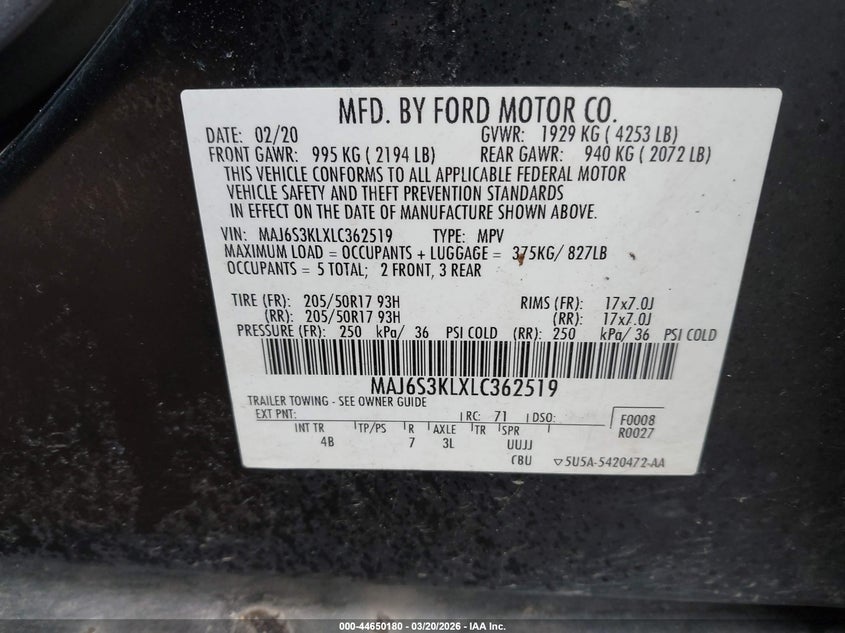 MFD. BY FORD MOTOR CO.
DATE: 02/20 GVWR: 1929 KG ( 4253 LB)
FRONT GAWR: 995 KG ( 2194 LB) REAR GAWR: 940 KG ( 2072 LB)
THIS VEHICLE CONFORMS TO ALL APPLICABLE FEDERAL MOTOR
VEHICLE SAFETY AND THEFT PREVENTION STANDARDS
IN EFFECT ON THE DATE OF MANUFACTURE SHOWN ABOVE.
VIN: MAJ6S3KLXLC362519 TYPE: MPV
MAXIMUM LOAD = OCCUPANTS + LUGGAGE = 375KG/ 827LB
OCCUPANTS = 5 TOTAL; 2 FRONT, 3 REAR
TIRE (FR): 205/50R17 93H RIMS (FR): 17x7.0J
(RR): 205/50R17 93H (RR): 17x7.0J
PRESSURE (FR): 250 kPa/ 36 PSI COLD (RR): 250 kPa/ 36 PSI COLD
MAJ6S3KLXLC362519
TRAILER TOWING - SEE OWNER GUIDE
EXT PNT: RC: 71 DSO: F0008
INT TR TP/PS R AXLE TR SPR R0027
4B 7 3L UUJJ
CBU 5U5A-5420472-AA
000-44650180 - 03/20/2026 - IAA Inc.